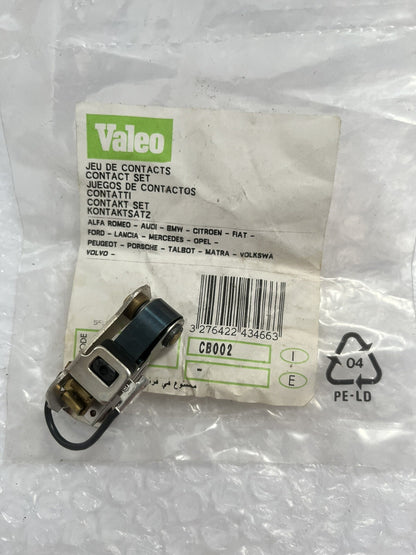 Valeo
JEU DE CONTACTS
CONTACT SET
JUEGOS DE CONTACTOS
CONTATTI
CONTAKT SET
KONTAKTSATZ
ALFA ROMEO - AUDI - BMW - CITROEN - FIAT -
FORD - LANCIA - MERCEDES - OPEL -
PEUGEOT - PORSCHE - TALBOT - MATRA - VOLKSWA
VOLVO -
3 276422 434663
CB002
I
-
E
04
PE-LD